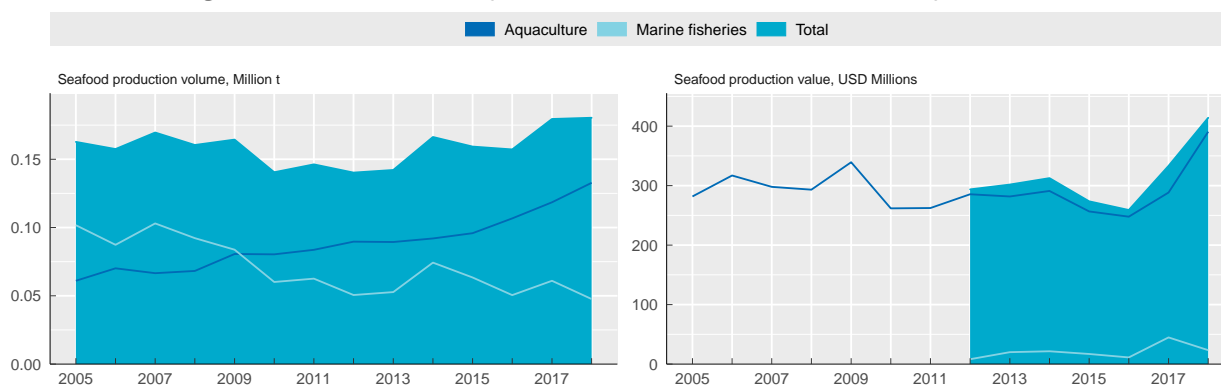 Aquaculture Marine fisheries Total
Seafood production volume, Million t
0.15
0.10
0.05
0.00
2005 2007 2009 2011 2013 2015 2017
Seafood production value, USD Millions
400
300
200
100
0
2005 2007 2009 2011 2013 2015 2017